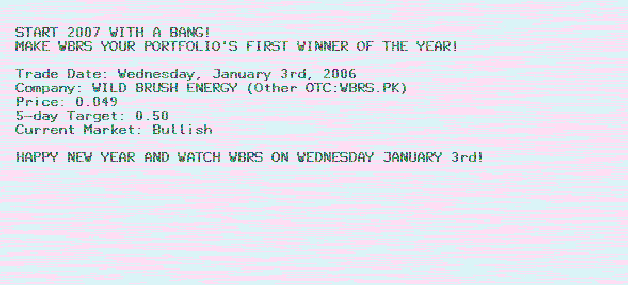 START 2007 WITH A BANG!
MAKE WBRS YOUR PORTFOLIO'S FIRST WINNER OF THE YEAR!
Trade Date: Wednesday, January 3rd, 2006
Company: WILD BRUSH ENERGY (Other OTC:WBRS.PK)
Price: 0.049
5-day Target: 0.50
Current Market: Bullish
HAPPY NEW YEAR AND WATCH WBRS ON WEDNESDAY JANUARY 3rd!